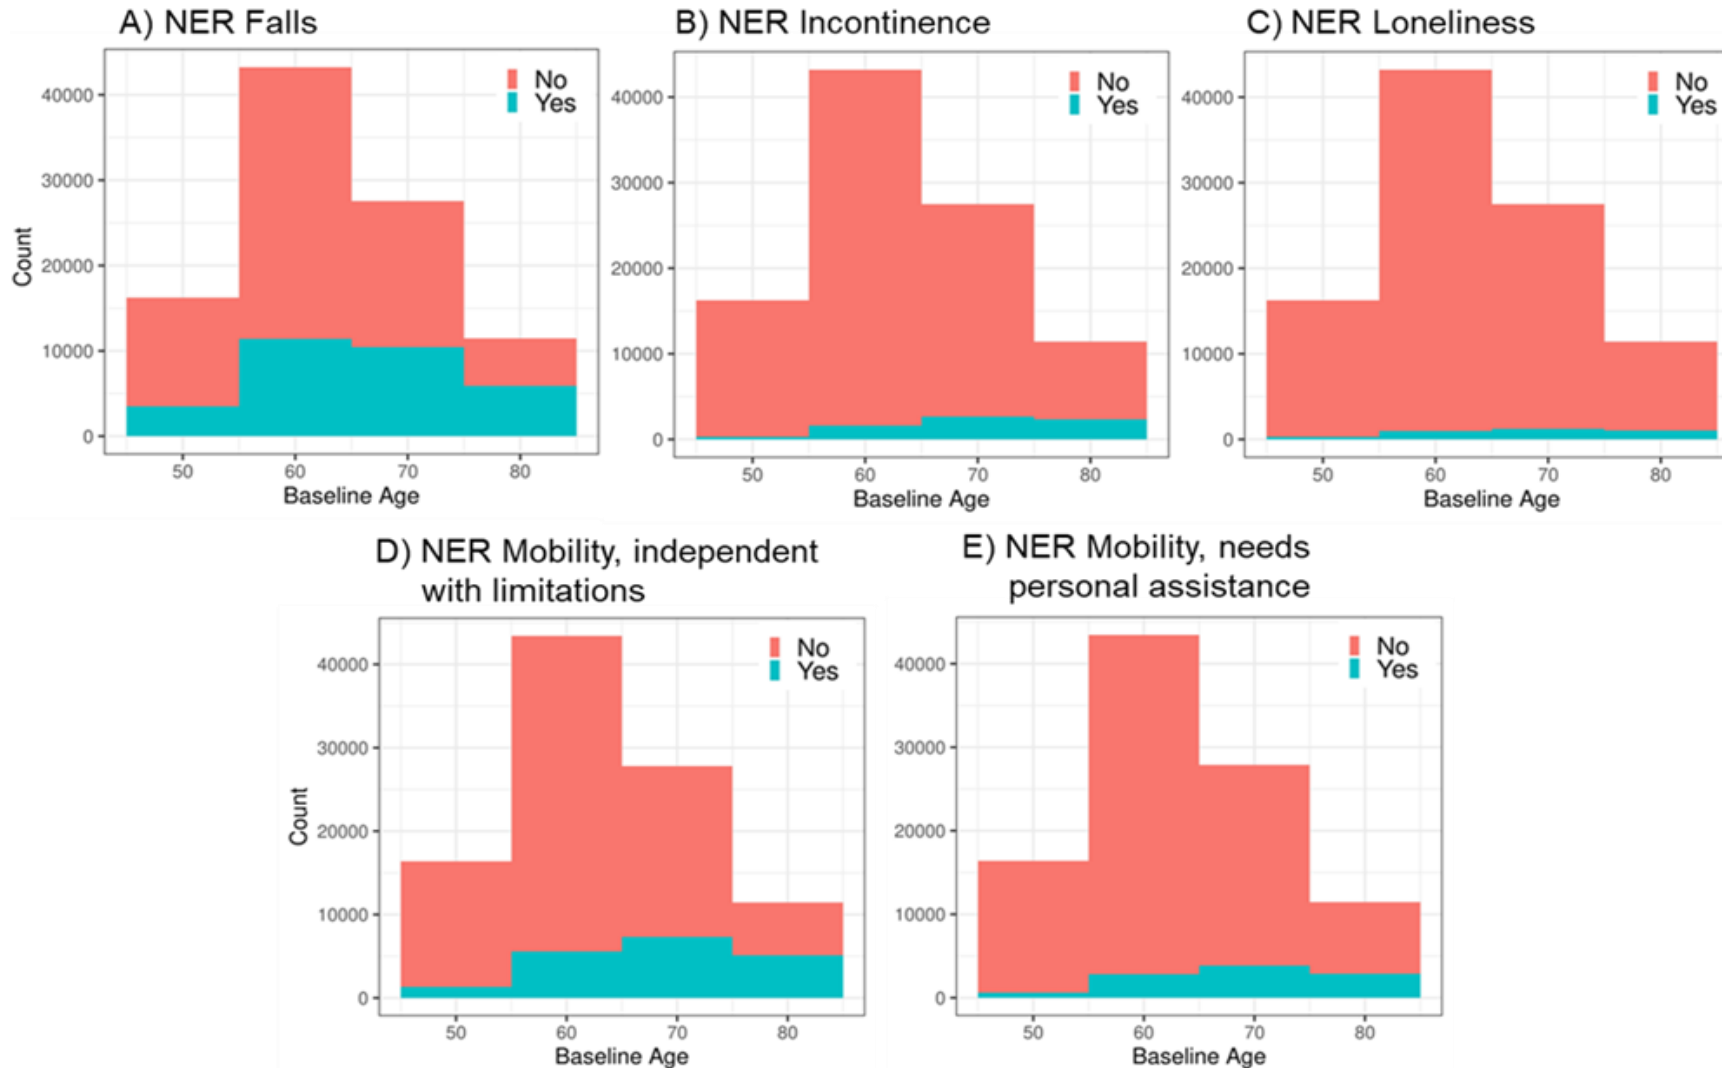 A) NER Falls
B) NER Incontinence
C) NER Loneliness
No
Yes
No
Yes
No
Yes
40000
30000
20000
10000
0
Count
50 60 70 80
Baseline Age
40000
30000
20000
10000
0
50 60 70 80
Baseline Age
40000
30000
20000
10000
0
50 60 70 80
Baseline Age
D) NER Mobility, independent
with limitations
E) NER Mobility, needs
personal assistance
No
Yes
No
Yes
40000
30000
20000
10000
0
Count
50 60 70 80
Baseline Age
40000
30000
20000
10000
0
50 60 70 80
Baseline Age